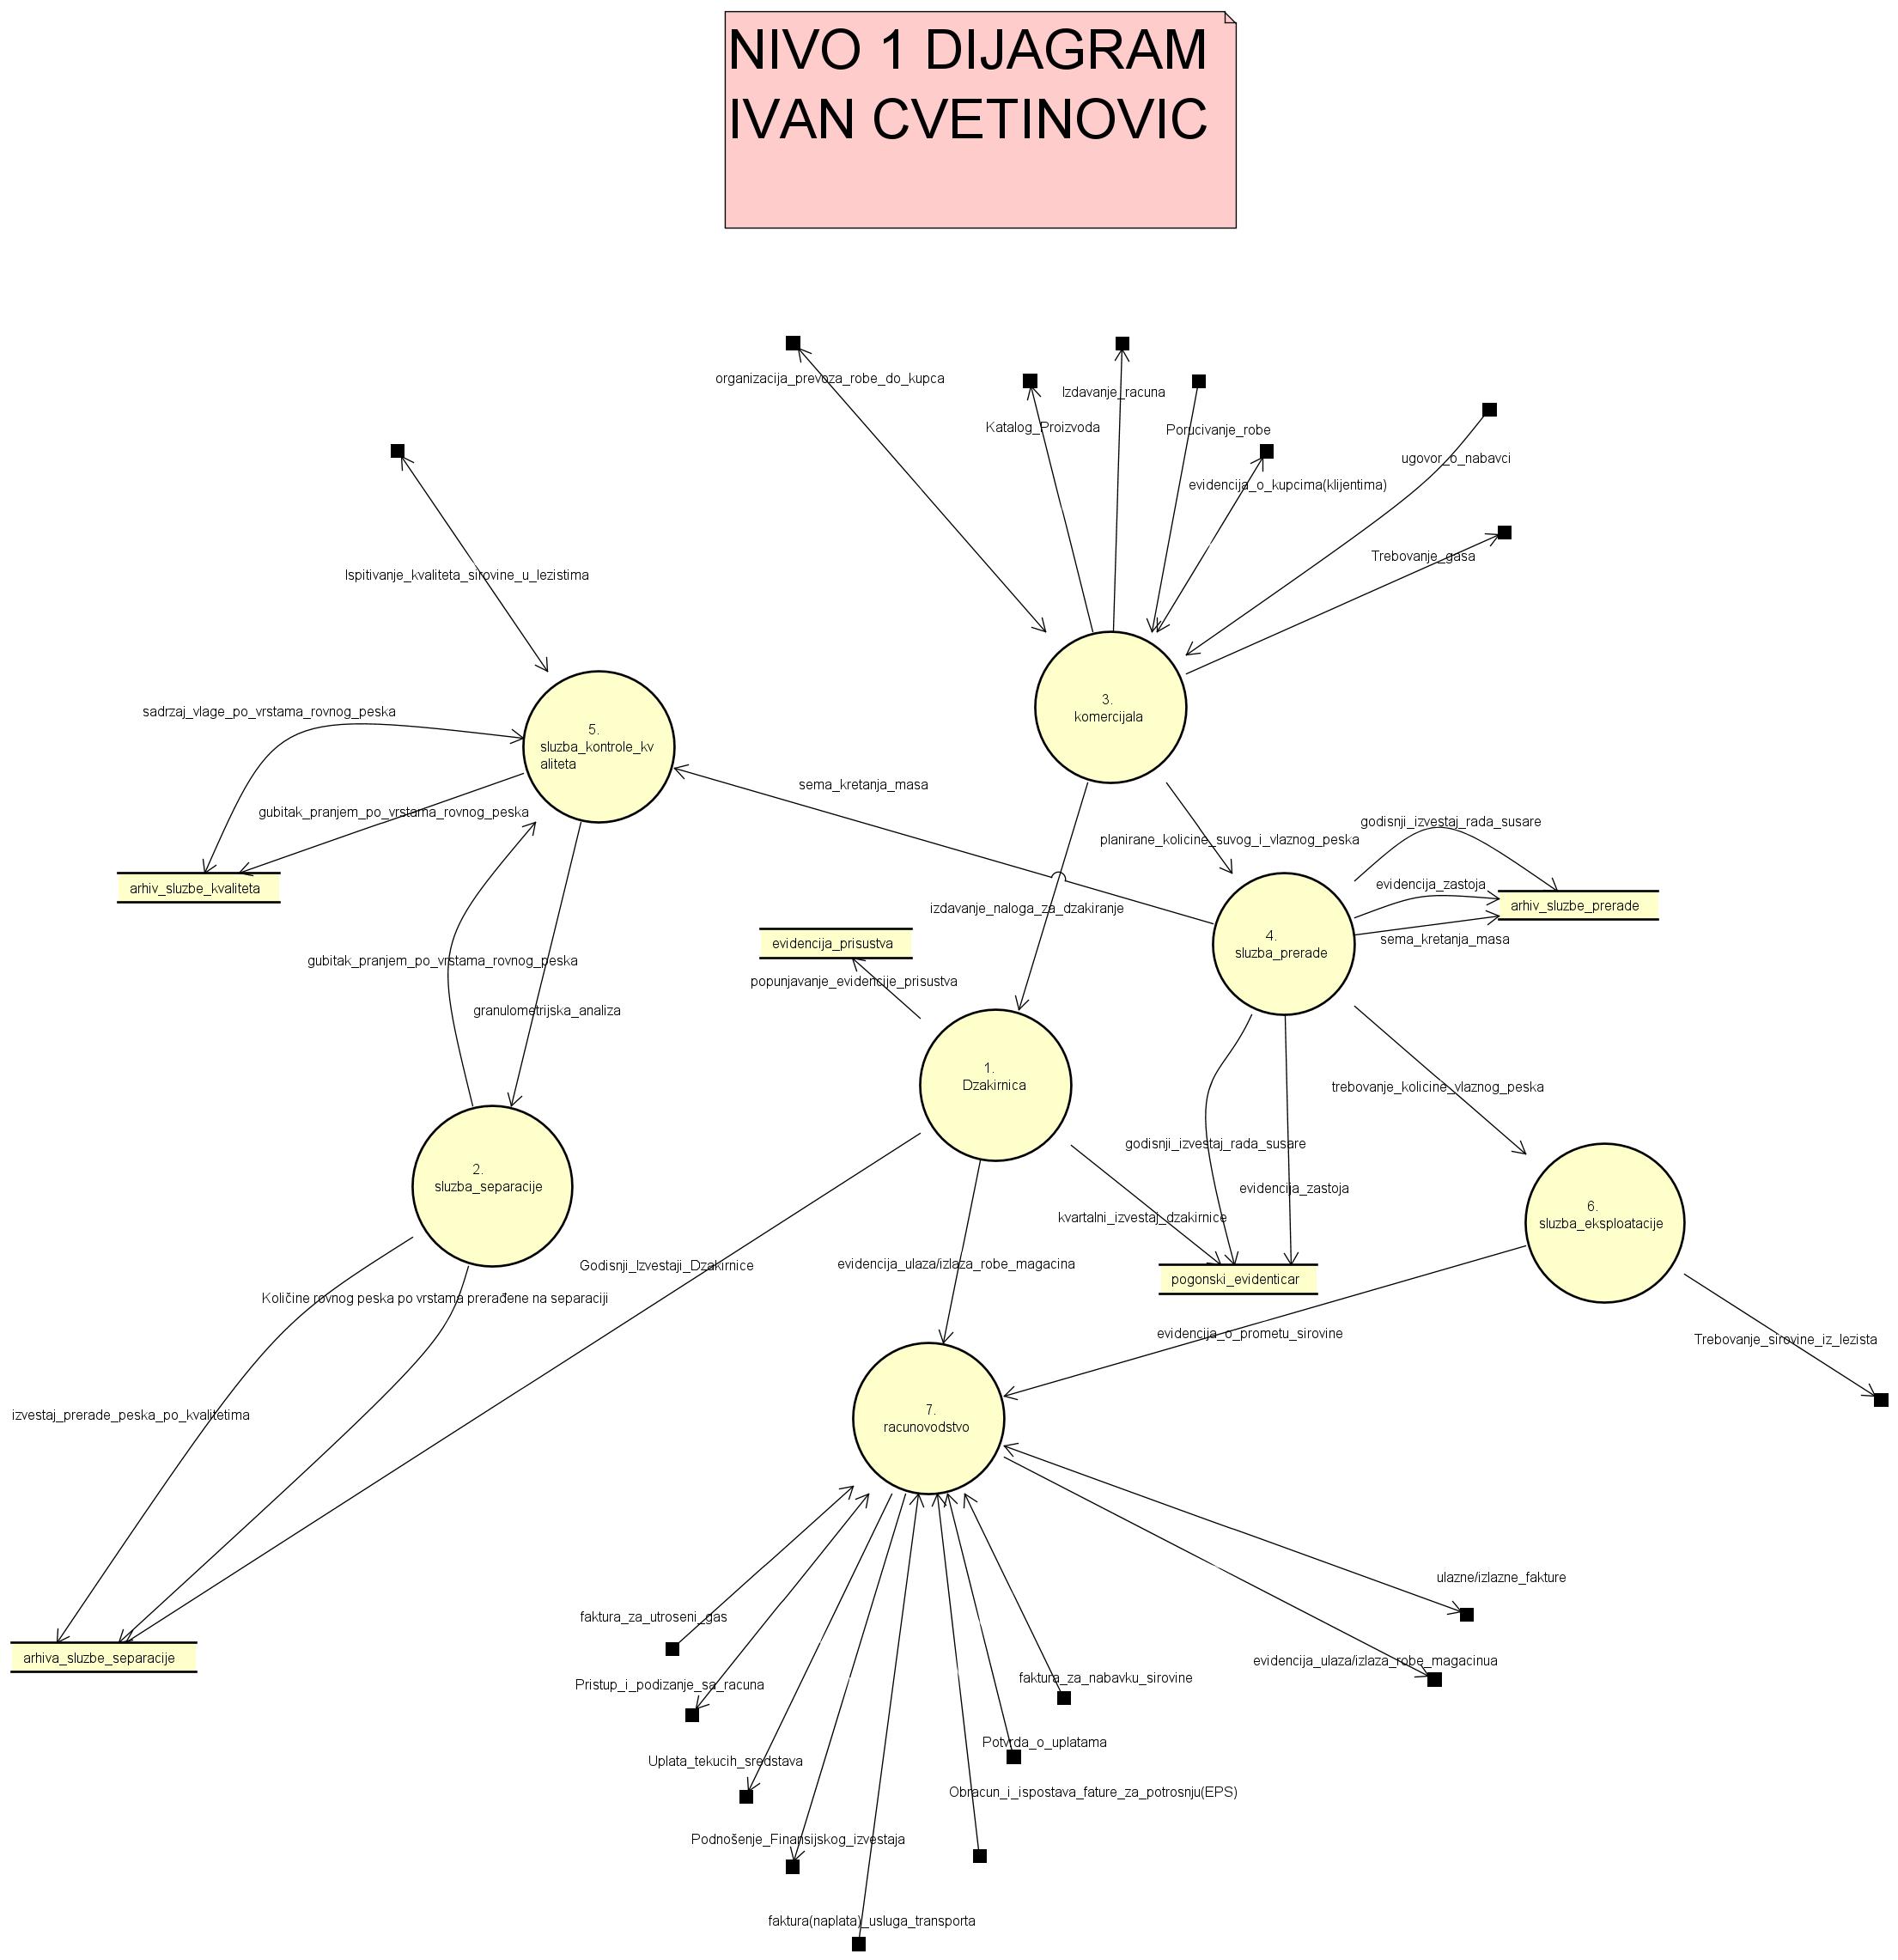 NIVO 1 DIJAGRAM
IVAN CVETINOVIC
organizacija_prevoza_robe_do_kupca
Izdavanje_racuna
Katalog_Proizvoda
Porucivanje_robe
ugovor_o_nabavci
evidencija_o_kupcima(klijentima)
Trebovanje_gasa
Ispitivanje_kvaliteta_sirovine_u_lezistima
3.
komercijala
sadrzaj_vlage_po_vrstama_rovnog_peska
5.
sluzba_kontrole_kv
aliteta
sema_kretanja_masa
gubitak_pranjem_po_vrstama_rovnog_peska
godisnji_izvestaj_rada_susare
planirane_kolicine_suvog_i_vlaznog_peska
evidencija_zastoja
arhiv_sluzbe_kvaliteta
arhiv_sluzbe_prerade
izdavanje_naloga_za_dzakiranje
4.
sluzba_prerade
sema_kretanja_masa
evidencija_prisustva
gubitak_pranjem_po_vrstama_rovnog_peska
popunjavanje_evidencije_prisustva
granulometrijska_analiza
1.
Dzakirnica
trebovanje_kolicine_vlaznog_peska
godisnji_izvestaj_rada_susare
2.
sluzba_separacije
evidencija_zastoja
6.
sluzba_eksploatacije
kvartalni_izvestaj_dzakirnice
Godisnji_Izvestaji_Dzakirnice
evidencija_ulaza/izlaza_robe_magacina
pogonski_evidenticar
Količine rovnog peska po vrstama prerađene na separaciji
evidencija_o_prometu_sirovine
Trebovanje_sirovine_iz_lezista
izvestaj_prerade_peska_po_kvalitetima
7.
racunovodstvo
ulazne/izlazne_fakture
faktura_za_utroseni_gas
arhiva_sluzbe_separacije
evidencija_ulaza/izlaza_robe_magacinua
faktura_za_nabavku_sirovine
Pristup_i_podizanje_sa_racuna
Potvrda_o_uplatama
Uplata_tekucih_sredstava
Obracun_i_ispostava_fature_za_potrosnju(EPS)
Podnošenje_Finansijskog_izvestaja
faktura(naplata)_usluga_transporta